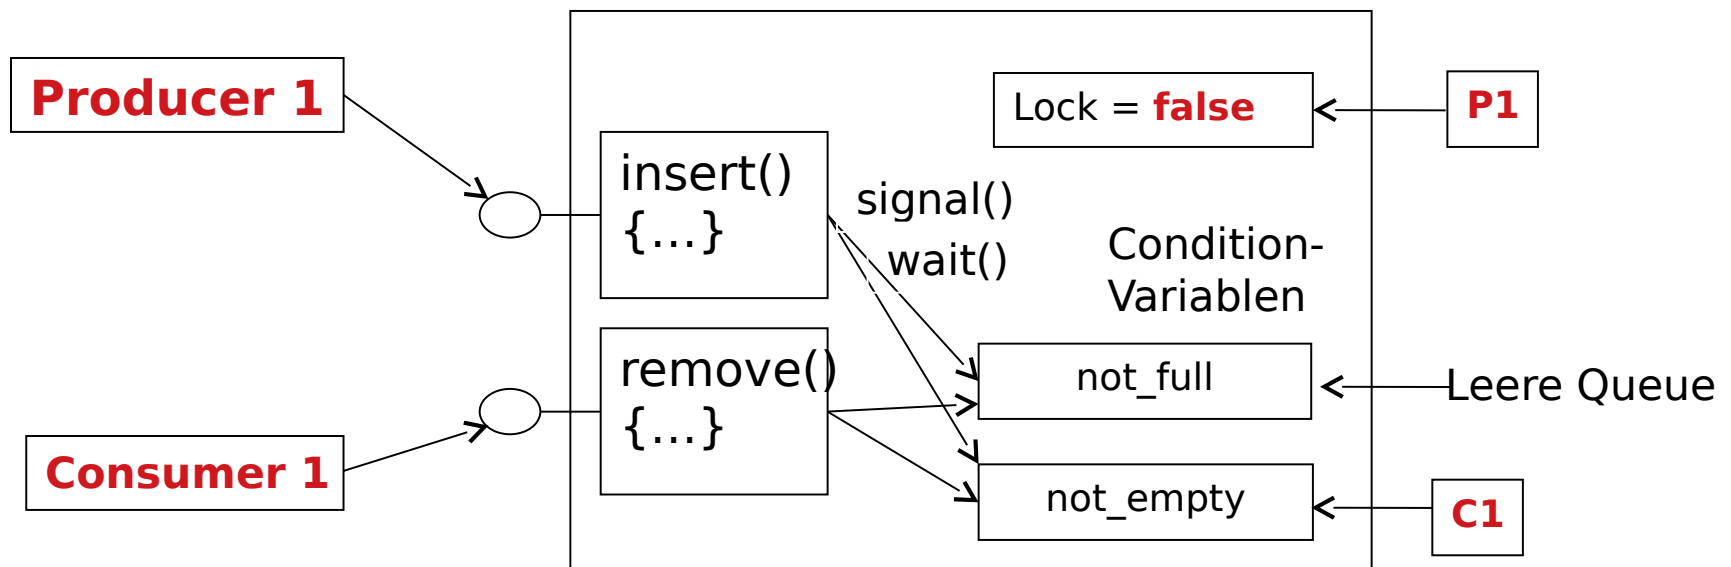 Producer 1
Lock = false
P1
insert()
{...}
signal()
wait()
Condition-
Variablen
remove()
{...}
not_full
Leere Queue
Consumer 1
not_empty
C1